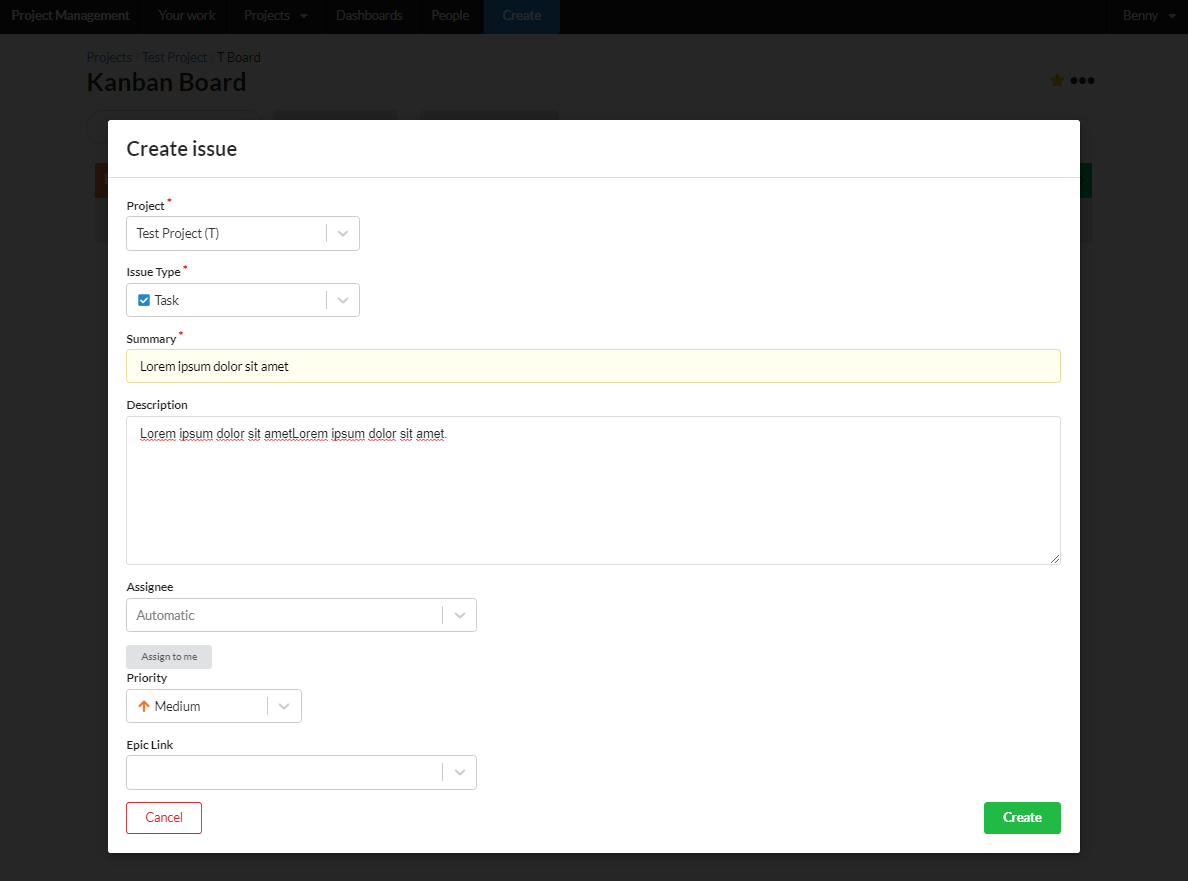 Project Management Your work Projects Dashboards People Create Benny
Projects / Test Project / T Board
Kanban Board
Create issue
Project *
Test Project (T)
Issue Type *
Task
Summary *
Lorem ipsum dolor sit amet
Description
Lorem ipsum dolor sit ametLorem ipsum dolor sit amet.
Assignee
Automatic
Assign to me
Priority
Medium
Epic Link
Cancel Create